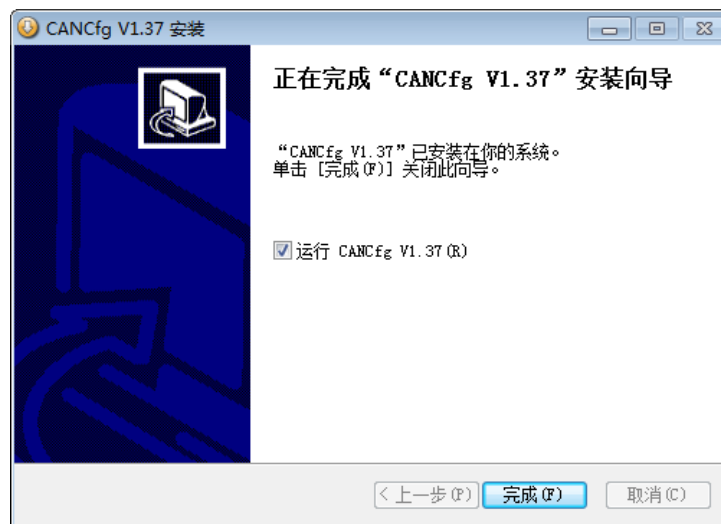 CANCfg V1.37 安装
正在完成“CANCfg V1.37”安装向导
“CANCfg V1.37”已安装在你的系统。
单击 [完成(F)] 关闭此向导。
运行 CANCfg V1.37(R)
< 上一步(P) 完成(F) 取消(C)